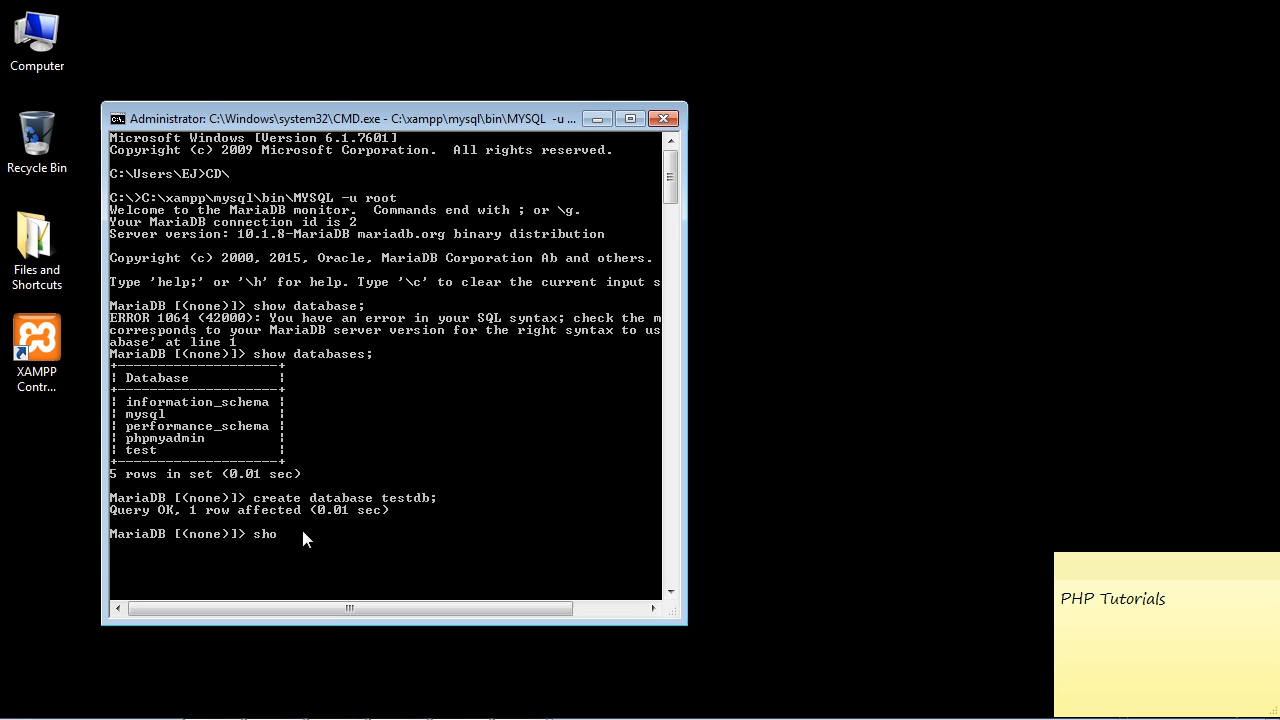 Computer
Recycle Bin
Files and
Shortcuts
XAMPP
Contr...
Administrator: C:\Windows\system32\CMD.exe - C:\xampp\mysql\bin\MYSQL -u ...
Microsoft Windows [Version 6.1.7601]
Copyright (c) 2009 Microsoft Corporation.  All rights reserved.
C:\Users\EJ>CD\
C:\>C:\xampp\mysql\bin\MYSQL -u root
Welcome to the MariaDB monitor.  Commands end with ; or \g.
Your MariaDB connection id is 2
Server version: 10.1.8-MariaDB mariadb.org binary distribution
Copyright (c) 2000, 2015, Oracle, MariaDB Corporation Ab and others.
Type 'help;' or '\h' for help. Type '\c' to clear the current input s
MariaDB [(none)]> show database;
ERROR 1064 (42000): You have an error in your SQL syntax; check the m
corresponds to your MariaDB server version for the right syntax to us
abase' at line 1
MariaDB [(none)]> show databases;
+--------------------+
| Database           |
+--------------------+
| information_schema |
| mysql              |
| performance_schema |
| phpmyadmin         |
| test               |
+--------------------+
5 rows in set (0.01 sec)
MariaDB [(none)]> create database testdb;
Query OK, 1 row affected (0.01 sec)
MariaDB [(none)]> sho
PHP Tutorials